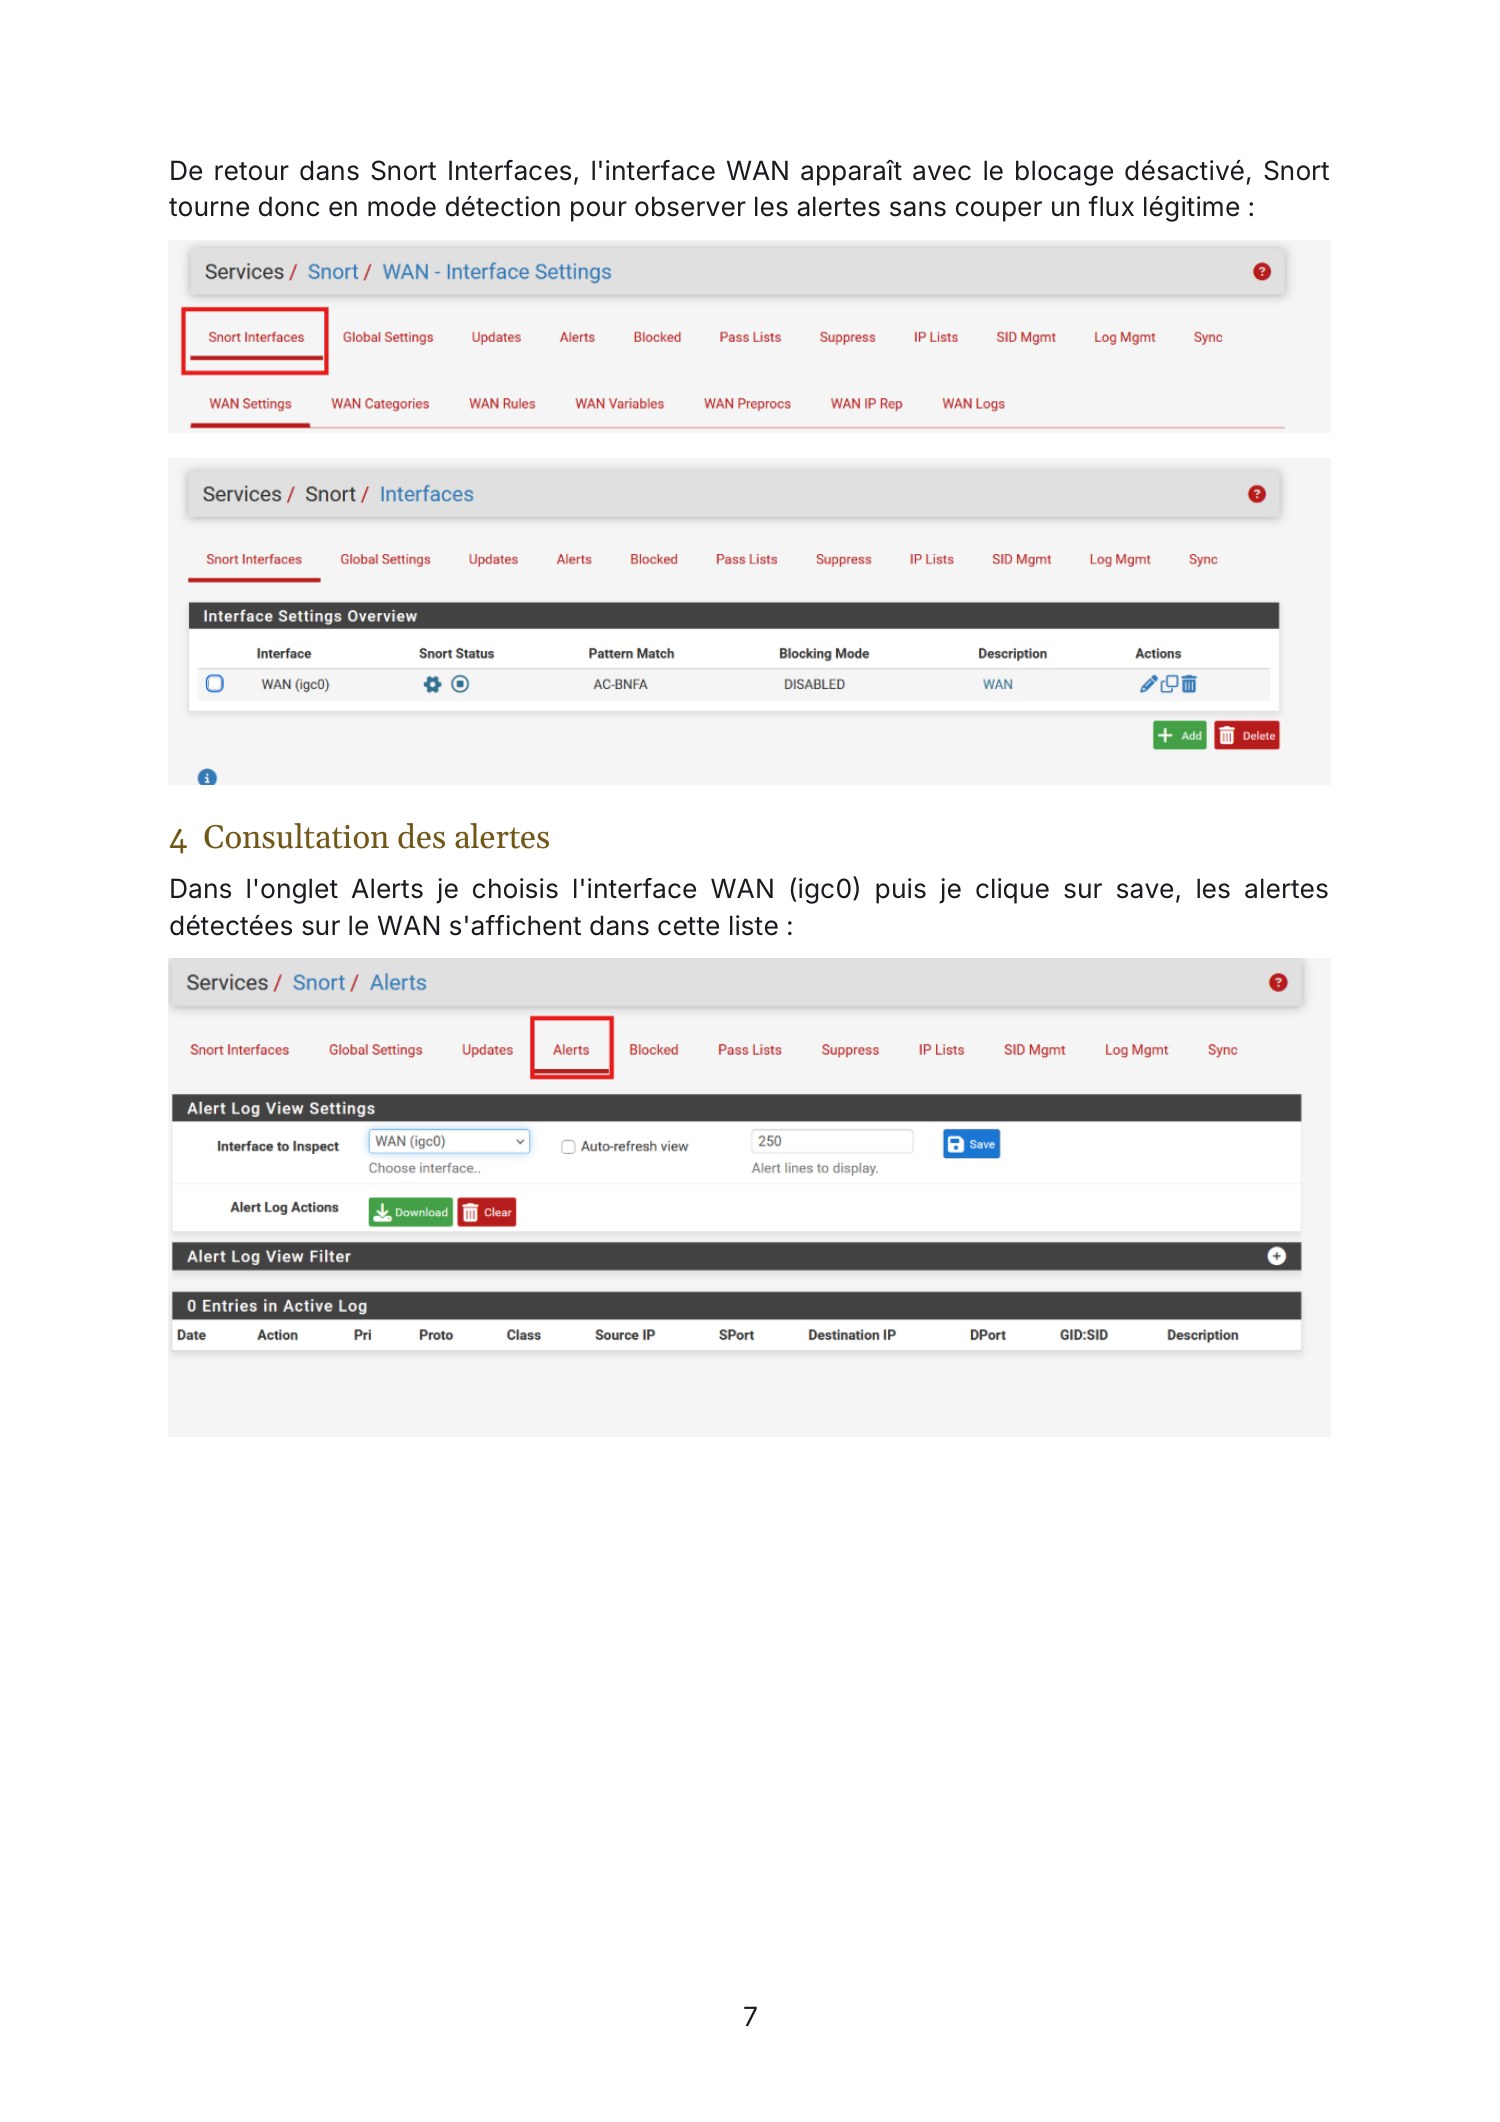 De retour dans Snort Interfaces, l'interface WAN apparaît avec le blocage désactivé, Snort
tourne donc en mode détection pour observer les alertes sans couper un flux légitime :
Services / Snort / WAN - Interface Settings
Snort Interfaces Global Settings Updates Alerts Blocked Pass Lists Suppress IP Lists SID Mgmt Log Mgmt Sync
WAN Settings WAN Categories WAN Rules WAN Variables WAN Preprocs WAN IP Rep WAN Logs
Services / Snort / Interfaces
Snort Interfaces Global Settings Updates Alerts Blocked Pass Lists Suppress IP Lists SID Mgmt Log Mgmt Sync
Interface Settings Overview
Interface Snort Status Pattern Match Blocking Mode Description Actions
WAN (igc0) AC-BNFA DISABLED WAN
Add Delete
4 Consultation des alertes
Dans l'onglet Alerts je choisis l'interface WAN (igc0) puis je clique sur save, les alertes
détectées sur le WAN s'affichent dans cette liste :
Services / Snort / Alerts
Snort Interfaces Global Settings Updates Alerts Blocked Pass Lists Suppress IP Lists SID Mgmt Log Mgmt Sync
Alert Log View Settings
Interface to Inspect WAN (igc0) Auto-refresh view 250 Save
Choose interface.. Alert lines to display.
Alert Log Actions Download Clear
Alert Log View Filter
0 Entries in Active Log
Date Action Pri Proto Class Source IP SPort Destination IP DPort GID:SID Description
7